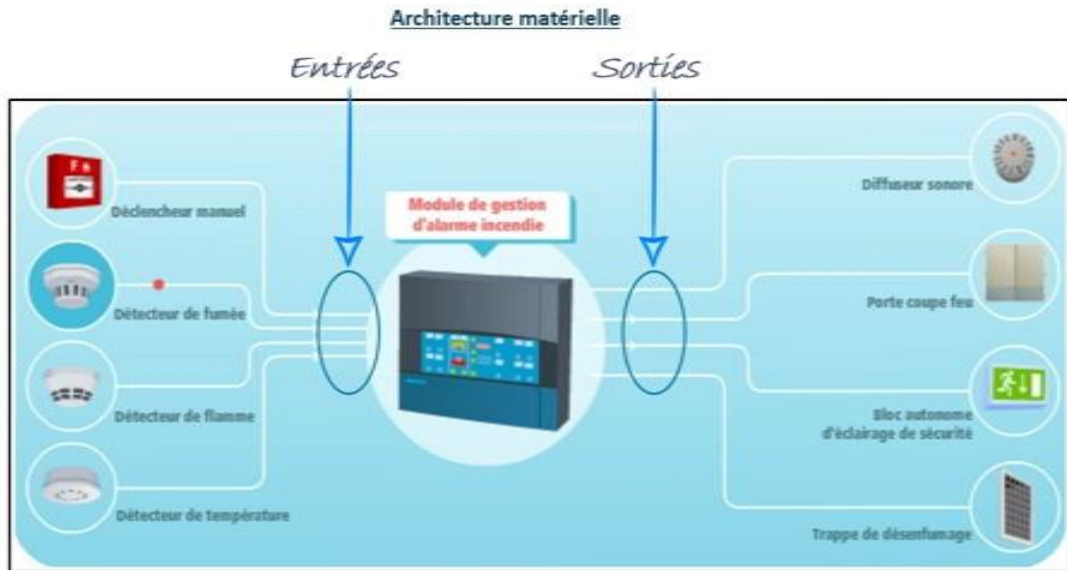 Architecture matérielle
Entrées
Sorties
Module de gestion
d'alarme incendie
Déclencheur manuel
Détecteur de fumée
Détecteur de flamme
Détecteur de température
Diffuseur sonore
Porte coupe feu
Bloc autonome
d'éclairage de sécurité
Trappe de désenfumage